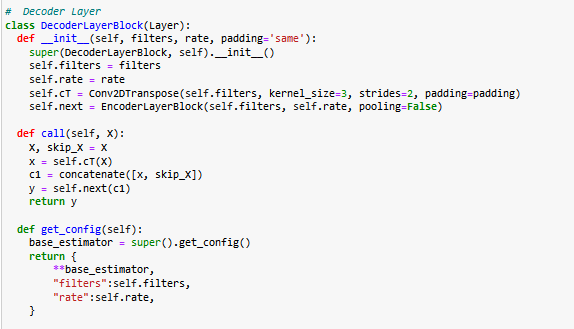 #  Decoder Layer
class DecoderLayerBlock(Layer):
  def __init__(self, filters, rate, padding='same'):
    super(DecoderLayerBlock, self).__init__()
    self.filters = filters
    self.rate = rate
    self.cT = Conv2DTranspose(self.filters, kernel_size=3, strides=2, padding=padding)
    self.next = EncoderLayerBlock(self.filters, self.rate, pooling=False)

  def call(self, X):
    X, skip_X = X
    x = self.cT(X)
    c1 = concatenate([x, skip_X])
    y = self.next(c1)
    return y

  def get_config(self):
    base_estimator = super().get_config()
    return {
        **base_estimator,
        "filters":self.filters,
        "rate":self.rate,
    }